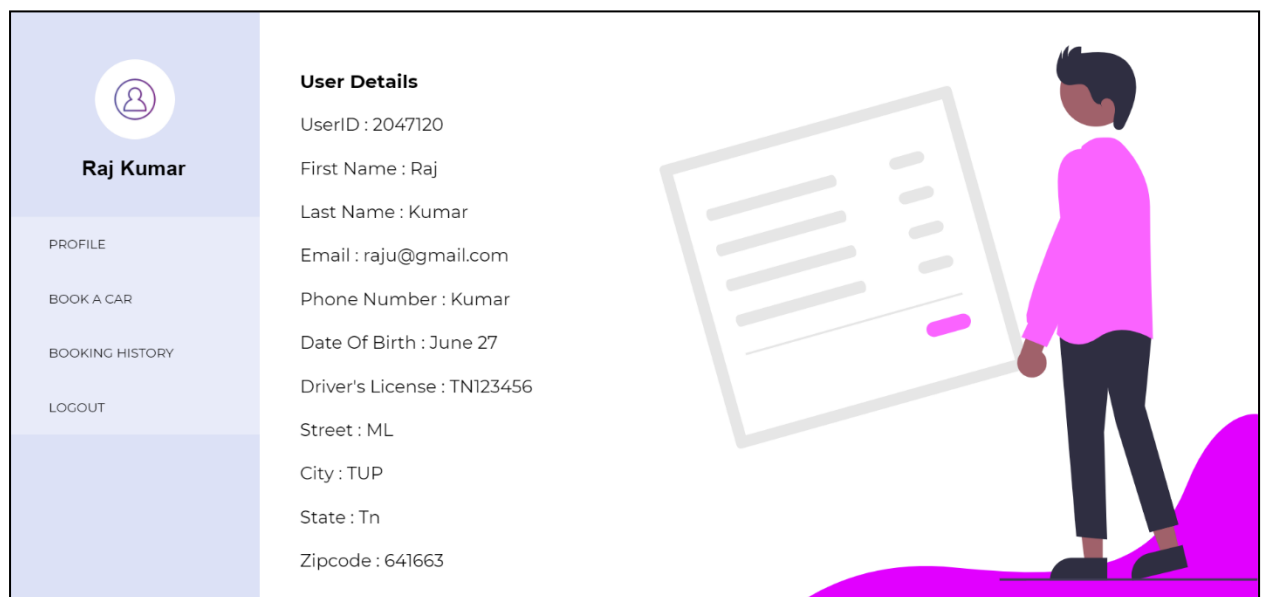 Raj Kumar
PROFILE
BOOK A CAR
BOOKING HISTORY
LOGOUT
User Details
UserID : 2047120
First Name : Raj
Last Name : Kumar
Email : raju@gmail.com
Phone Number : Kumar
Date Of Birth : June 27
Driver's License : TN123456
Street : ML
City : TUP
State : Tn
Zipcode : 641663